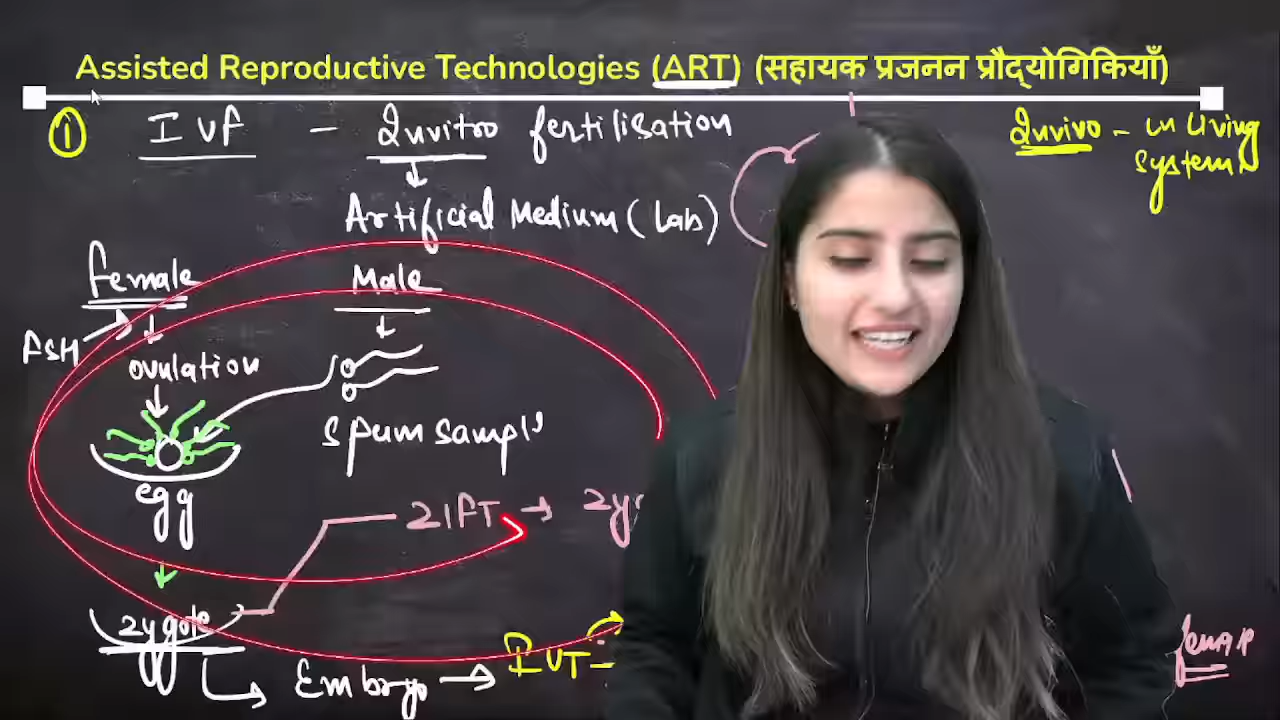 Assisted Reproductive Technologies (ART) (सहायक प्रजनन प्रौद्योगिकियाँ)
① IVF - Invitro fertilisation
Invivo - in Living System
Artificial Medium (Lab)
female
Male
FSH
ovulation
Sperm sample
egg
ZIFT →
zygote
Embryo → IUT -